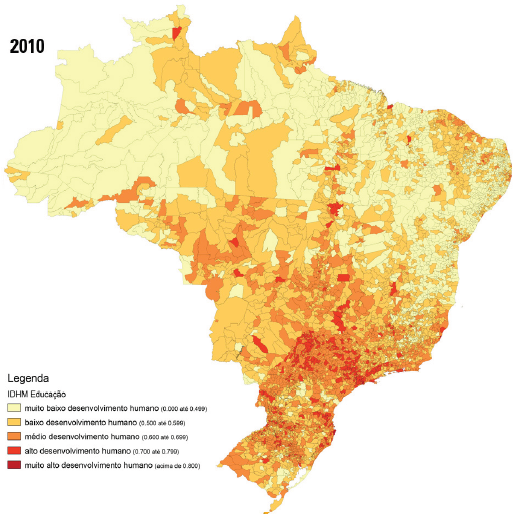 2010
Legenda
IDHM Educação
muito baixo desenvolvimento humano (0.000 até 0.499)
baixo desenvolvimento humano (0.500 até 0.599)
médio desenvolvimento humano (0.600 até 0.699)
alto desenvolvimento humano (0.700 até 0.799)
muito alto desenvolvimento humano (acima de 0.800)